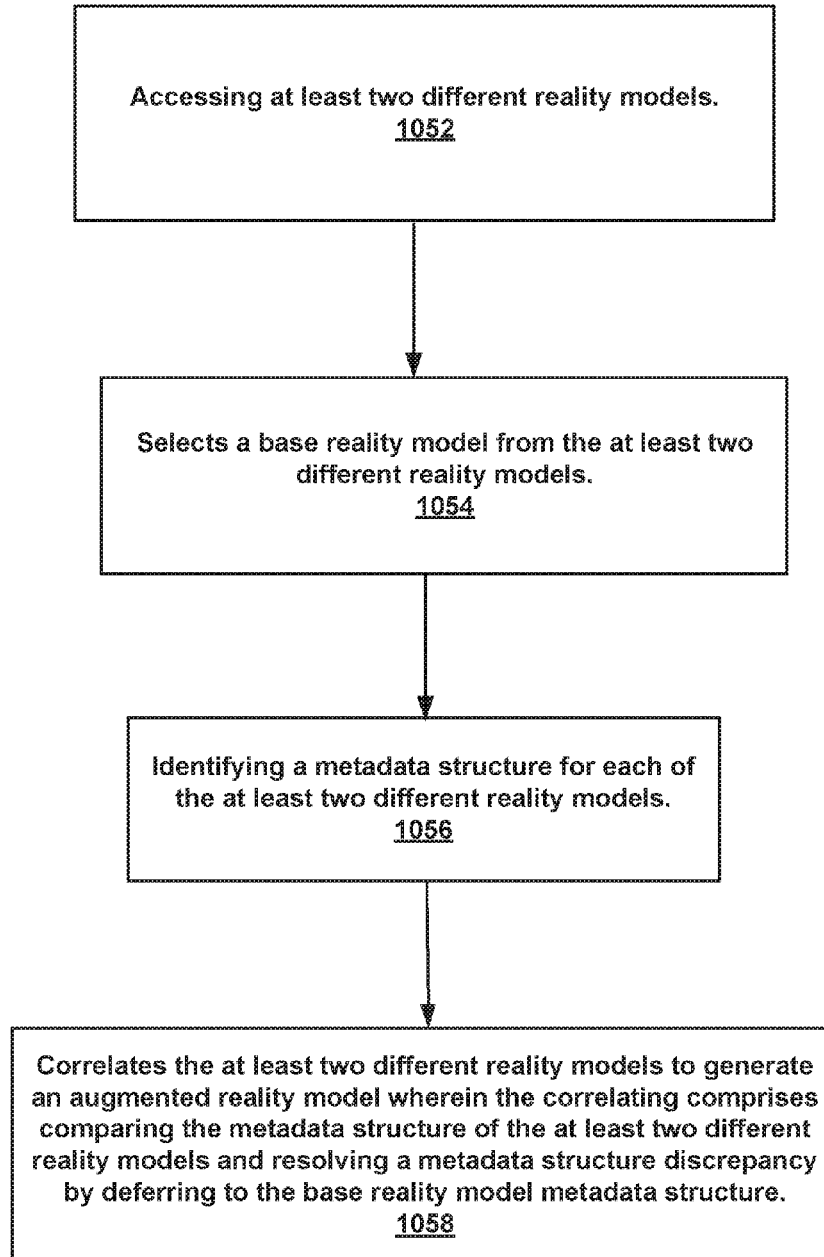 Accessing at least two different reality models.
1052
Selects a base reality model from the at least two
different reality models.
1054
Identifying a metadata structure for each of
the at least two different reality models.
1056
Correlates the at least two different reality models to generate
an augmented reality model wherein the correlating comprises
comparing the metadata structure of the at least two different
reality models and resolving a metadata structure discrepancy
by deferring to the base reality model metadata structure.
1058